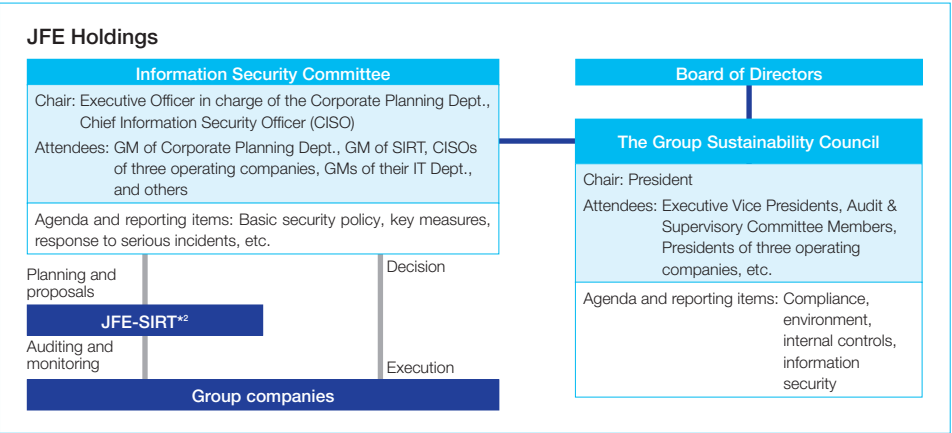 JFE Holdings
Information Security Committee
Chair: Executive Officer in charge of the Corporate Planning Dept.,
Chief Information Security Officer (CISO)
Attendees: GM of Corporate Planning Dept., GM of SIRT, CISOs
of three operating companies, GMs of their IT Dept.,
and others
Agenda and reporting items: Basic security policy, key measures,
response to serious incidents, etc.
Planning and
proposals
Decision
JFE-SIRT*2
Auditing and
monitoring
Execution
Group companies
Board of Directors
The Group Sustainability Council
Chair: President
Attendees: Executive Vice Presidents, Audit &
Supervisory Committee Members,
Presidents of three operating
companies, etc.
Agenda and reporting items: Compliance,
environment,
internal controls,
information
security